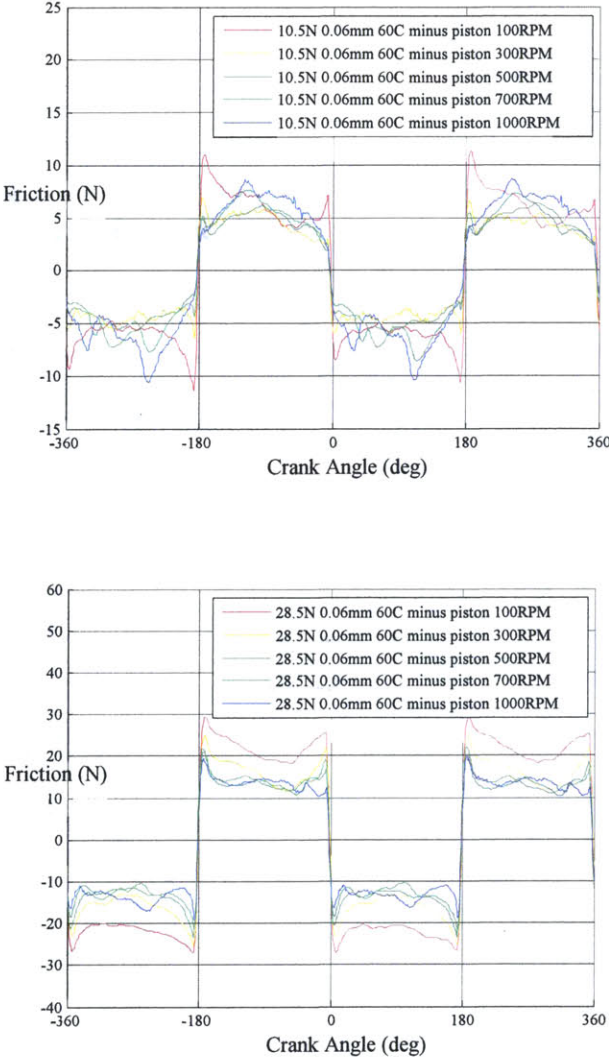 25
20
15
10
5
0
-5
-10
-15
Friction (N)
10.5N 0.06mm 60C minus piston 100RPM
10.5N 0.06mm 60C minus piston 300RPM
10.5N 0.06mm 60C minus piston 500RPM
10.5N 0.06mm 60C minus piston 700RPM
10.5N 0.06mm 60C minus piston 1000RPM
-360 -180 0 180 360
Crank Angle (deg)
60
50
40
30
20
10
0
-10
-20
-30
-40
Friction (N)
28.5N 0.06mm 60C minus piston 100RPM
28.5N 0.06mm 60C minus piston 300RPM
28.5N 0.06mm 60C minus piston 500RPM
28.5N 0.06mm 60C minus piston 700RPM
28.5N 0.06mm 60C minus piston 1000RPM
-360 -180 0 180 360
Crank Angle (deg)